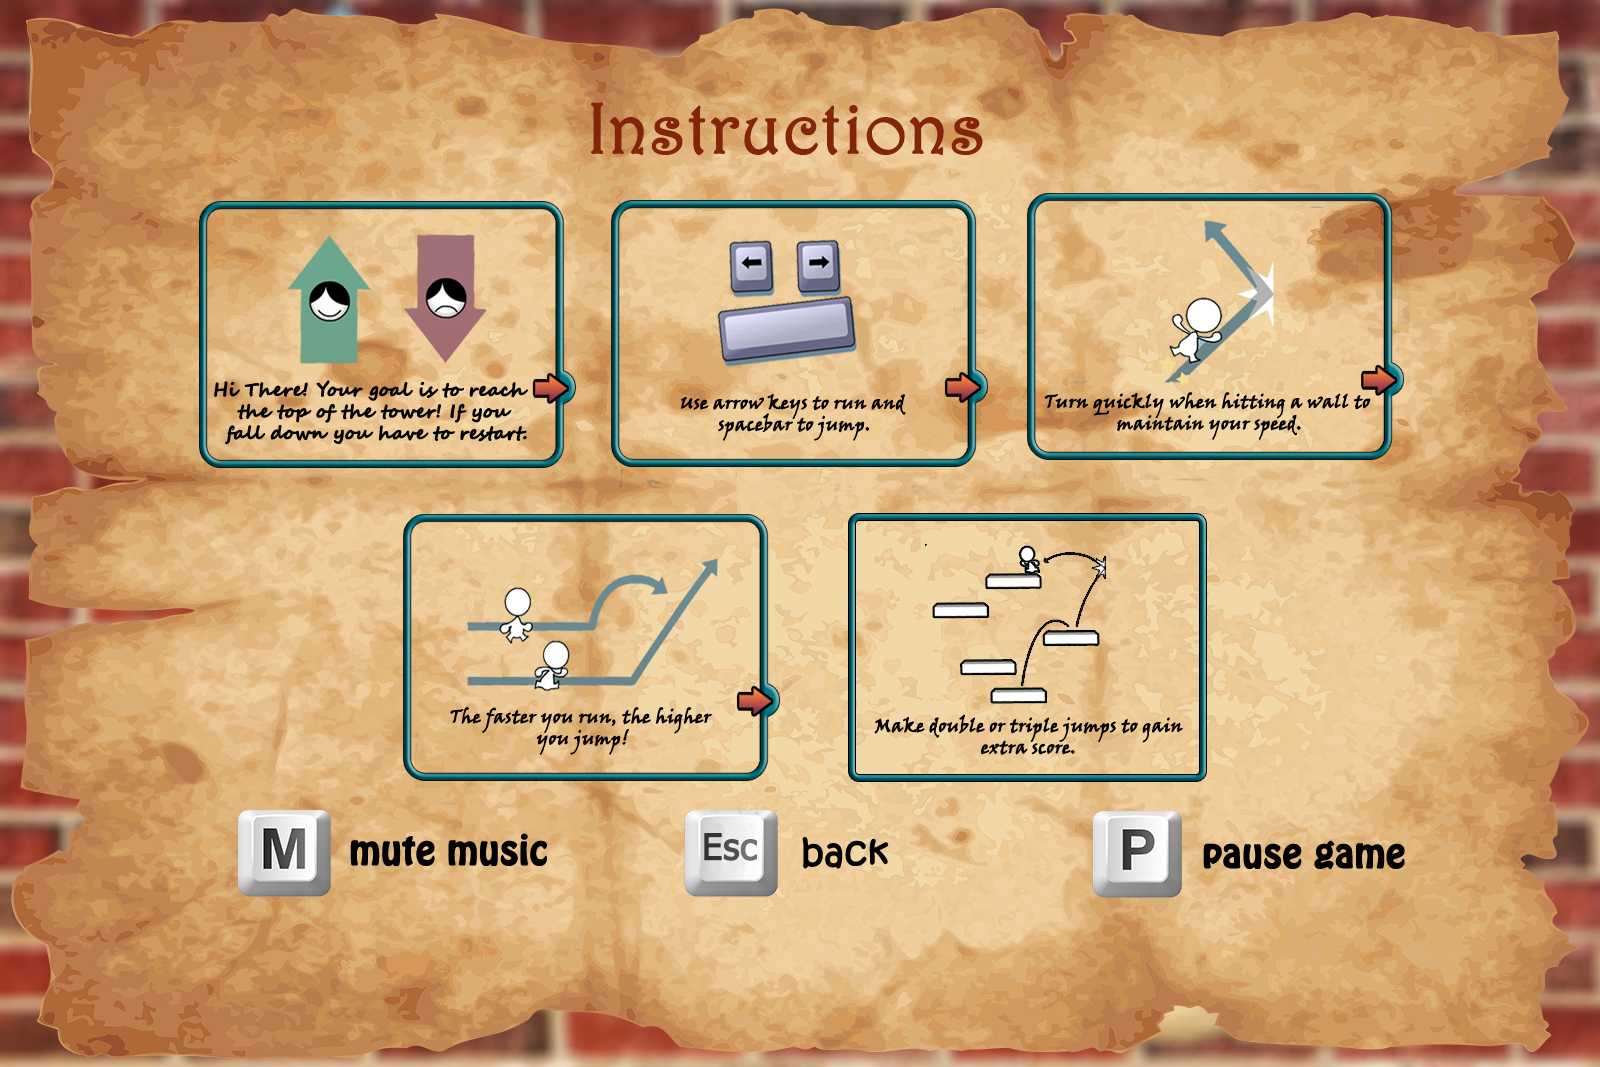 Instructions
Hi There! Your goal is to reach
the top of the tower! If you
fall down you have to restart.
use arrow keys to run and
spacebar to jump.
Turn quickly when hitting a wall to
maintain your speed.
The faster you run, the higher
you jump!
Make double or triple jumps to gain
extra score.
M mute music
Esc back
P pause game